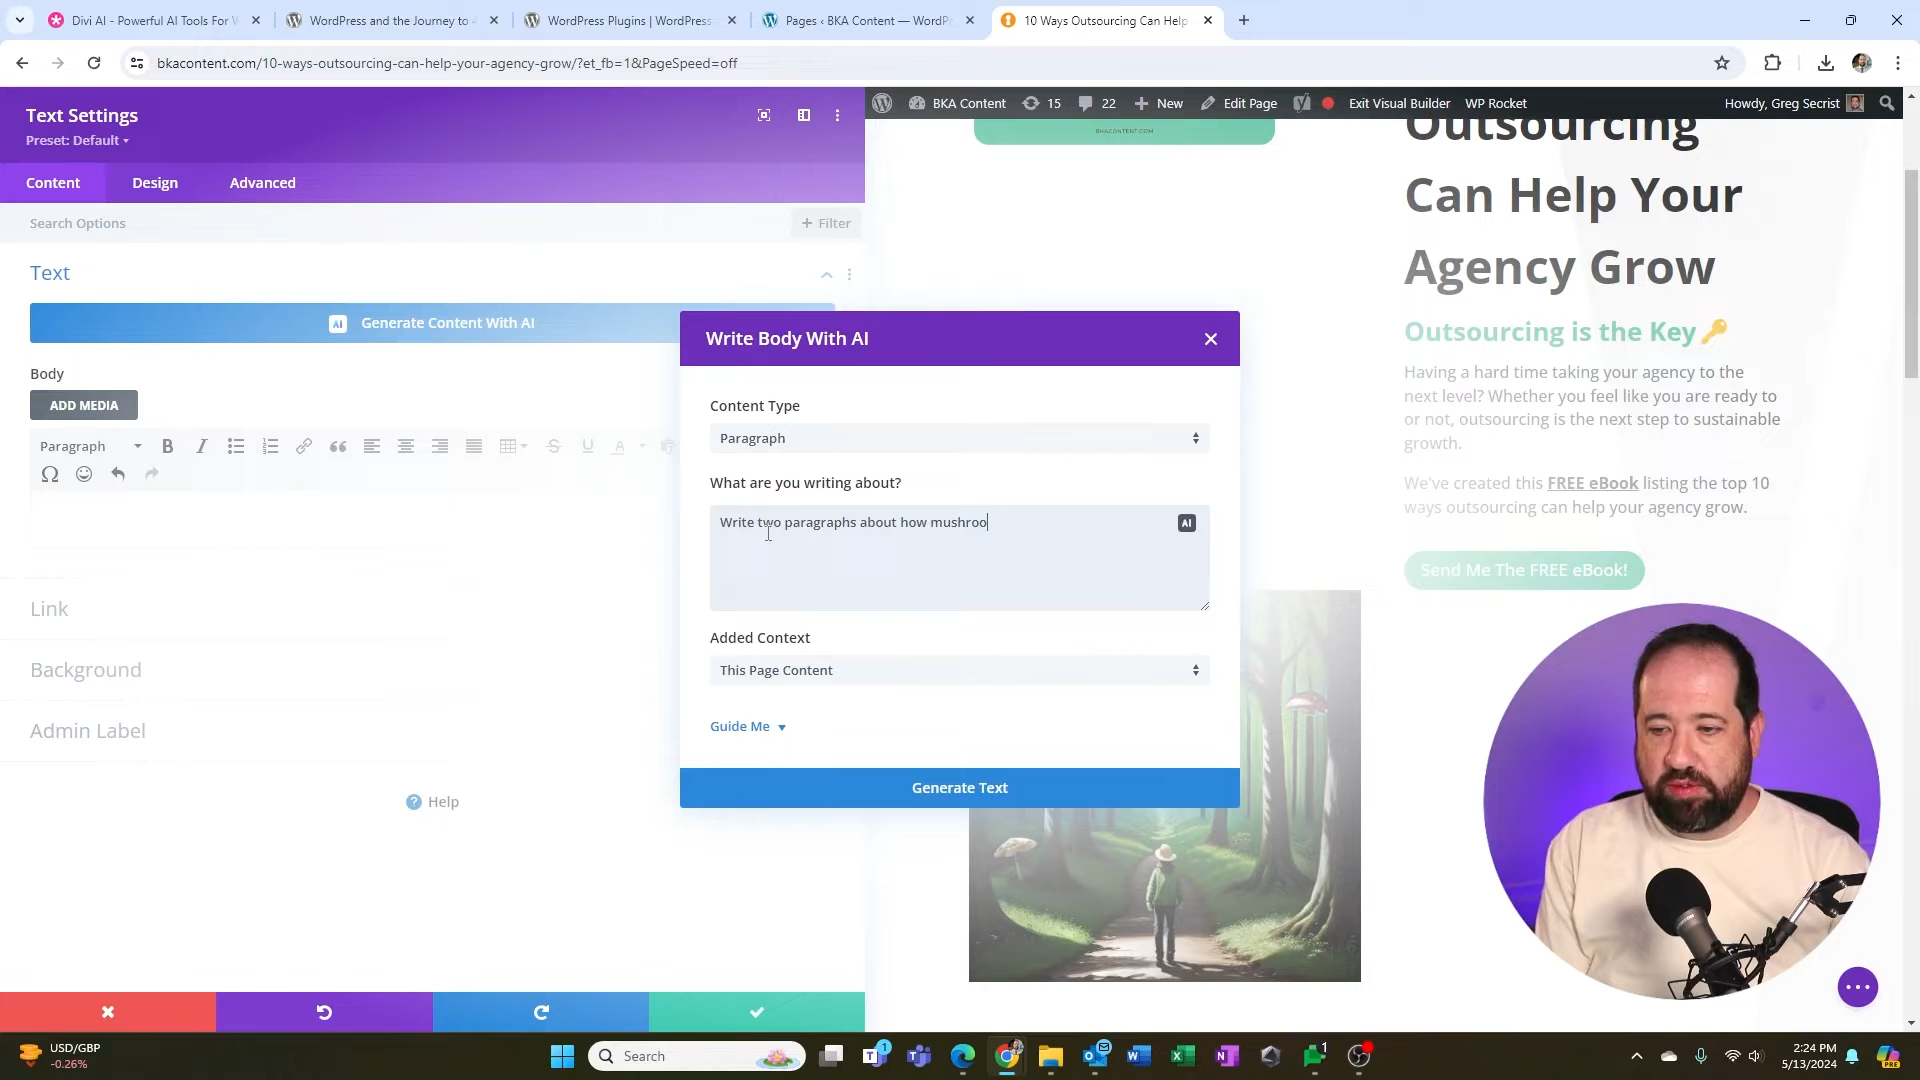 Divi AI - Powerful AI Tools For W
WordPress and the Journey to 4
WordPress Plugins | WordPress
Pages ‹ BKA Content — WordPr
10 Ways Outsourcing Can Help
bkacontent.com/10-ways-outsourcing-can-help-your-agency-grow/?et_fb=1&PageSpeed=off
Text Settings
Preset: Default
Content
Design
Advanced
Search Options
+ Filter
Text
AI Generate Content With AI
Body
ADD MEDIA
Paragraph
Link
Background
Admin Label
Help
Write Body With AI
Content Type
Paragraph
What are you writing about?
Write two paragraphs about how mushroo
AI
Added Context
This Page Content
Guide Me
Generate Text
BKA Content
15
22
New
Edit Page
Exit Visual Builder
WP Rocket
Howdy, Greg Secrist
BKACONTENT.COM
Outsourcing
Can Help Your
Agency Grow
Outsourcing is the Key🔑
Having a hard time taking your agency to the
next level? Whether you feel like you are ready to
or not, outsourcing is the next step to sustainable
growth.
We've created this FREE eBook listing the top 10
ways outsourcing can help your agency grow.
Send Me The FREE eBook!
USD/GBP
-0.26%
Search
1
1
2:24 PM
5/13/2024
PRE